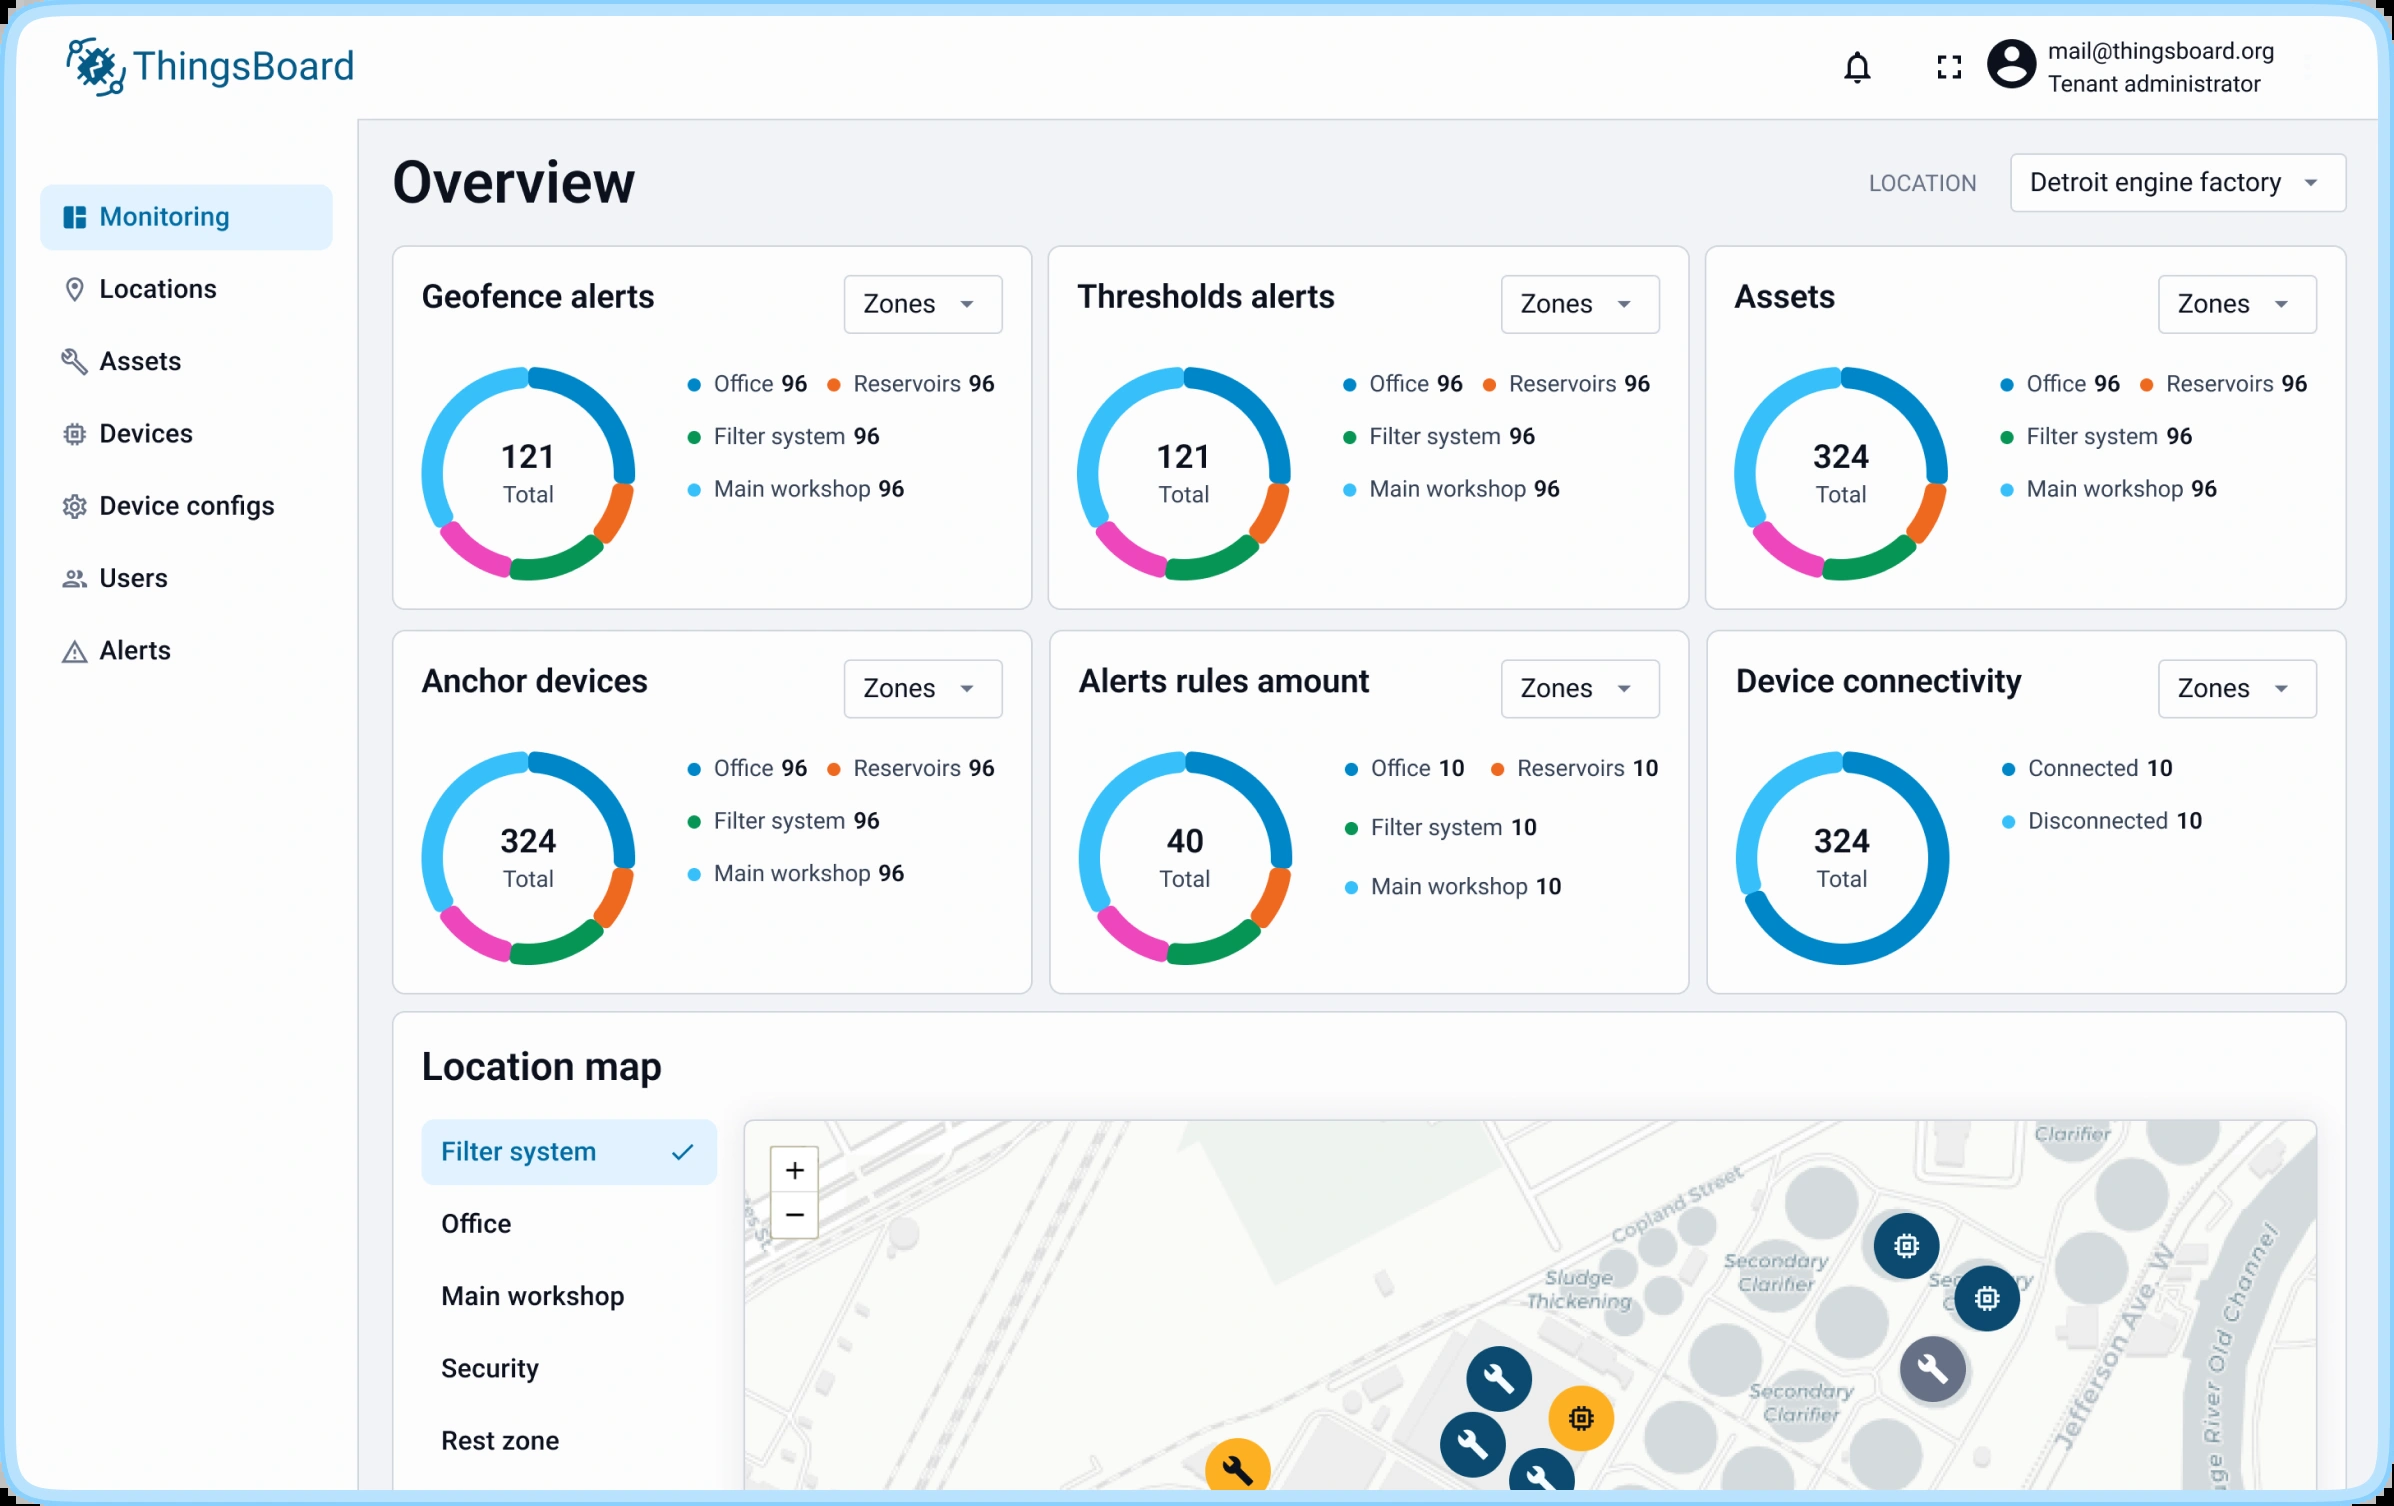 ThingsBoard
mail@thingsboard.org
Tenant administrator
Monitoring
Locations
Assets
Devices
Device configs
Users
Alerts
Overview
LOCATION
Detroit engine factory
Geofence alerts
Zones
121
Total
Office 96
Reservoirs 96
Filter system 96
Main workshop 96
Thresholds alerts
Zones
121
Total
Office 96
Reservoirs 96
Filter system 96
Main workshop 96
Assets
Zones
324
Total
Office 96
Reservoirs 96
Filter system 96
Main workshop 96
Anchor devices
Zones
324
Total
Office 96
Reservoirs 96
Filter system 96
Main workshop 96
Alerts rules amount
Zones
40
Total
Office 10
Reservoirs 10
Filter system 10
Main workshop 10
Device connectivity
Zones
324
Total
Connected 10
Disconnected 10
Location map
Filter system
Office
Main workshop
Security
Rest zone
+
−
Clarifier
Copland Street
Secondary
Clarifier
Sludge
Thickening
Secondary
Clarifier
Jefferson Ave. W
River Old Channel